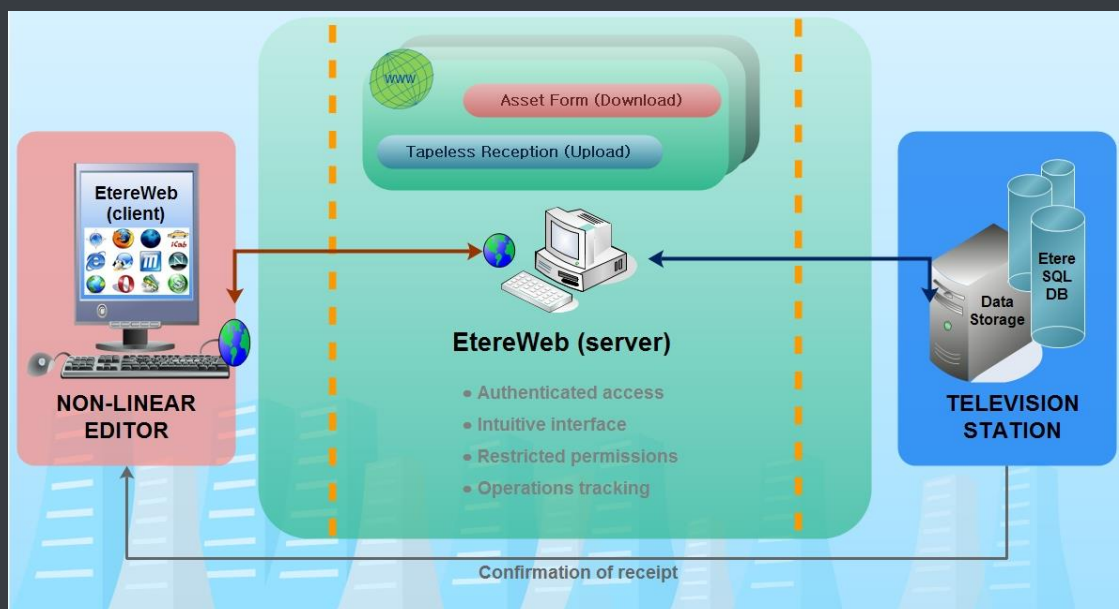 www
Asset Form (Download)
Tapeless Reception (Upload)
EtereWeb
(client)
iCab
NON-LINEAR
EDITOR
EtereWeb (server)
• Authenticated access
• Intuitive interface
• Restricted permissions
• Operations tracking
Etere
SQL
DB
Data
Storage
TELEVISION
STATION
Confirmation of receipt